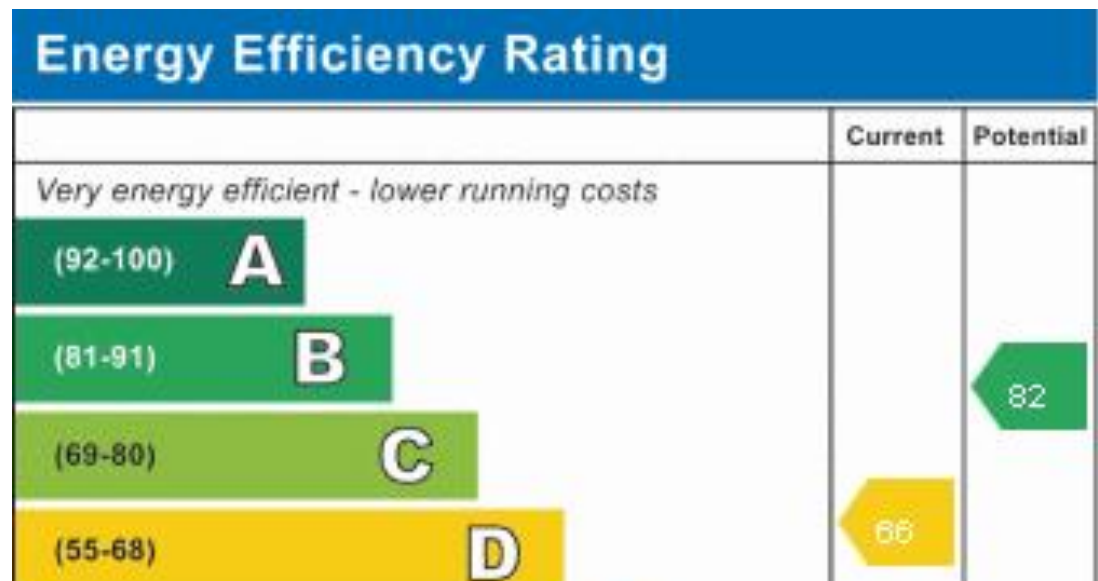 Energy Efficiency Rating
Current Potential
Very energy efficient - lower running costs
(92-100) A
(81-91) B
82
(69-80) C
66
(55-68) D